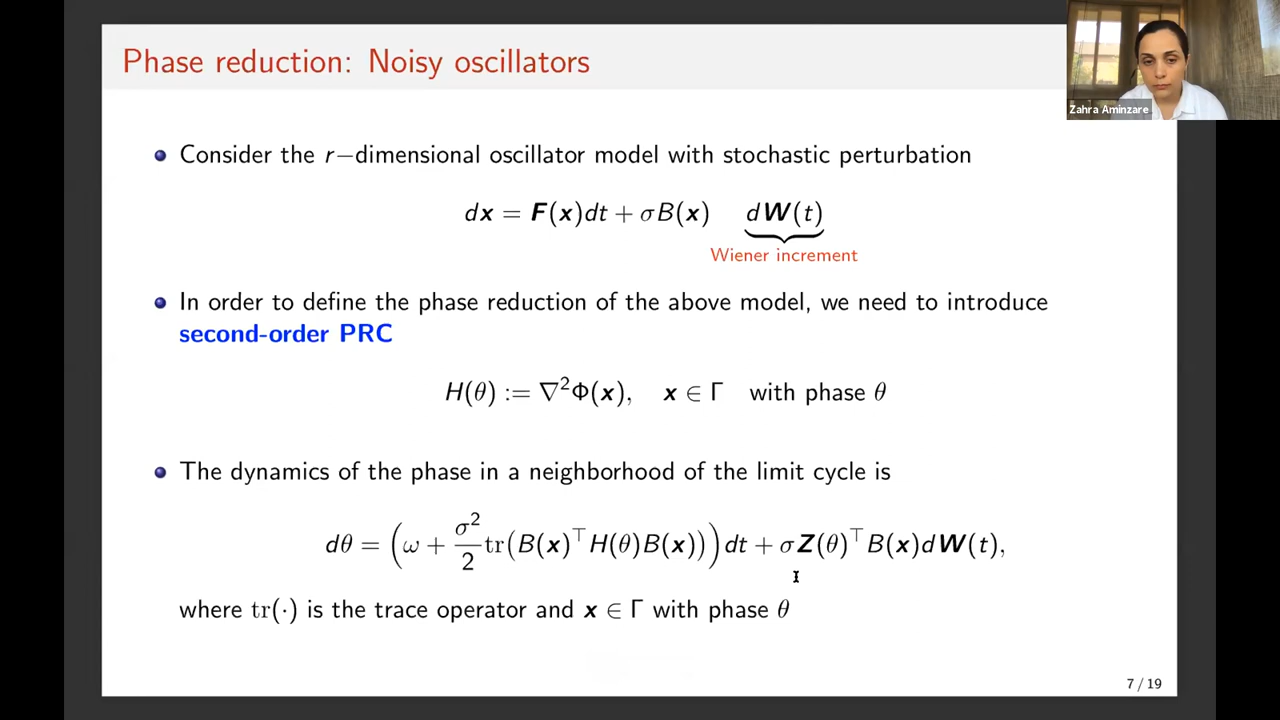 Phase reduction: Noisy oscillators
Zahra Aminzare
Consider the r−dimensional oscillator model with stochastic perturbation
dx = F(x)dt + σB(x) dW(t)
Wiener increment
In order to define the phase reduction of the above model, we need to introduce
second-order PRC
H(θ) := ∇²Φ(x), x ∈ Γ with phase θ
The dynamics of the phase in a neighborhood of the limit cycle is
dθ = (ω + σ²/2 tr(B(x)⊤H(θ)B(x)))dt + σZ(θ)⊤B(x)dW(t),
where tr(·) is the trace operator and x ∈ Γ with phase θ
7 / 19